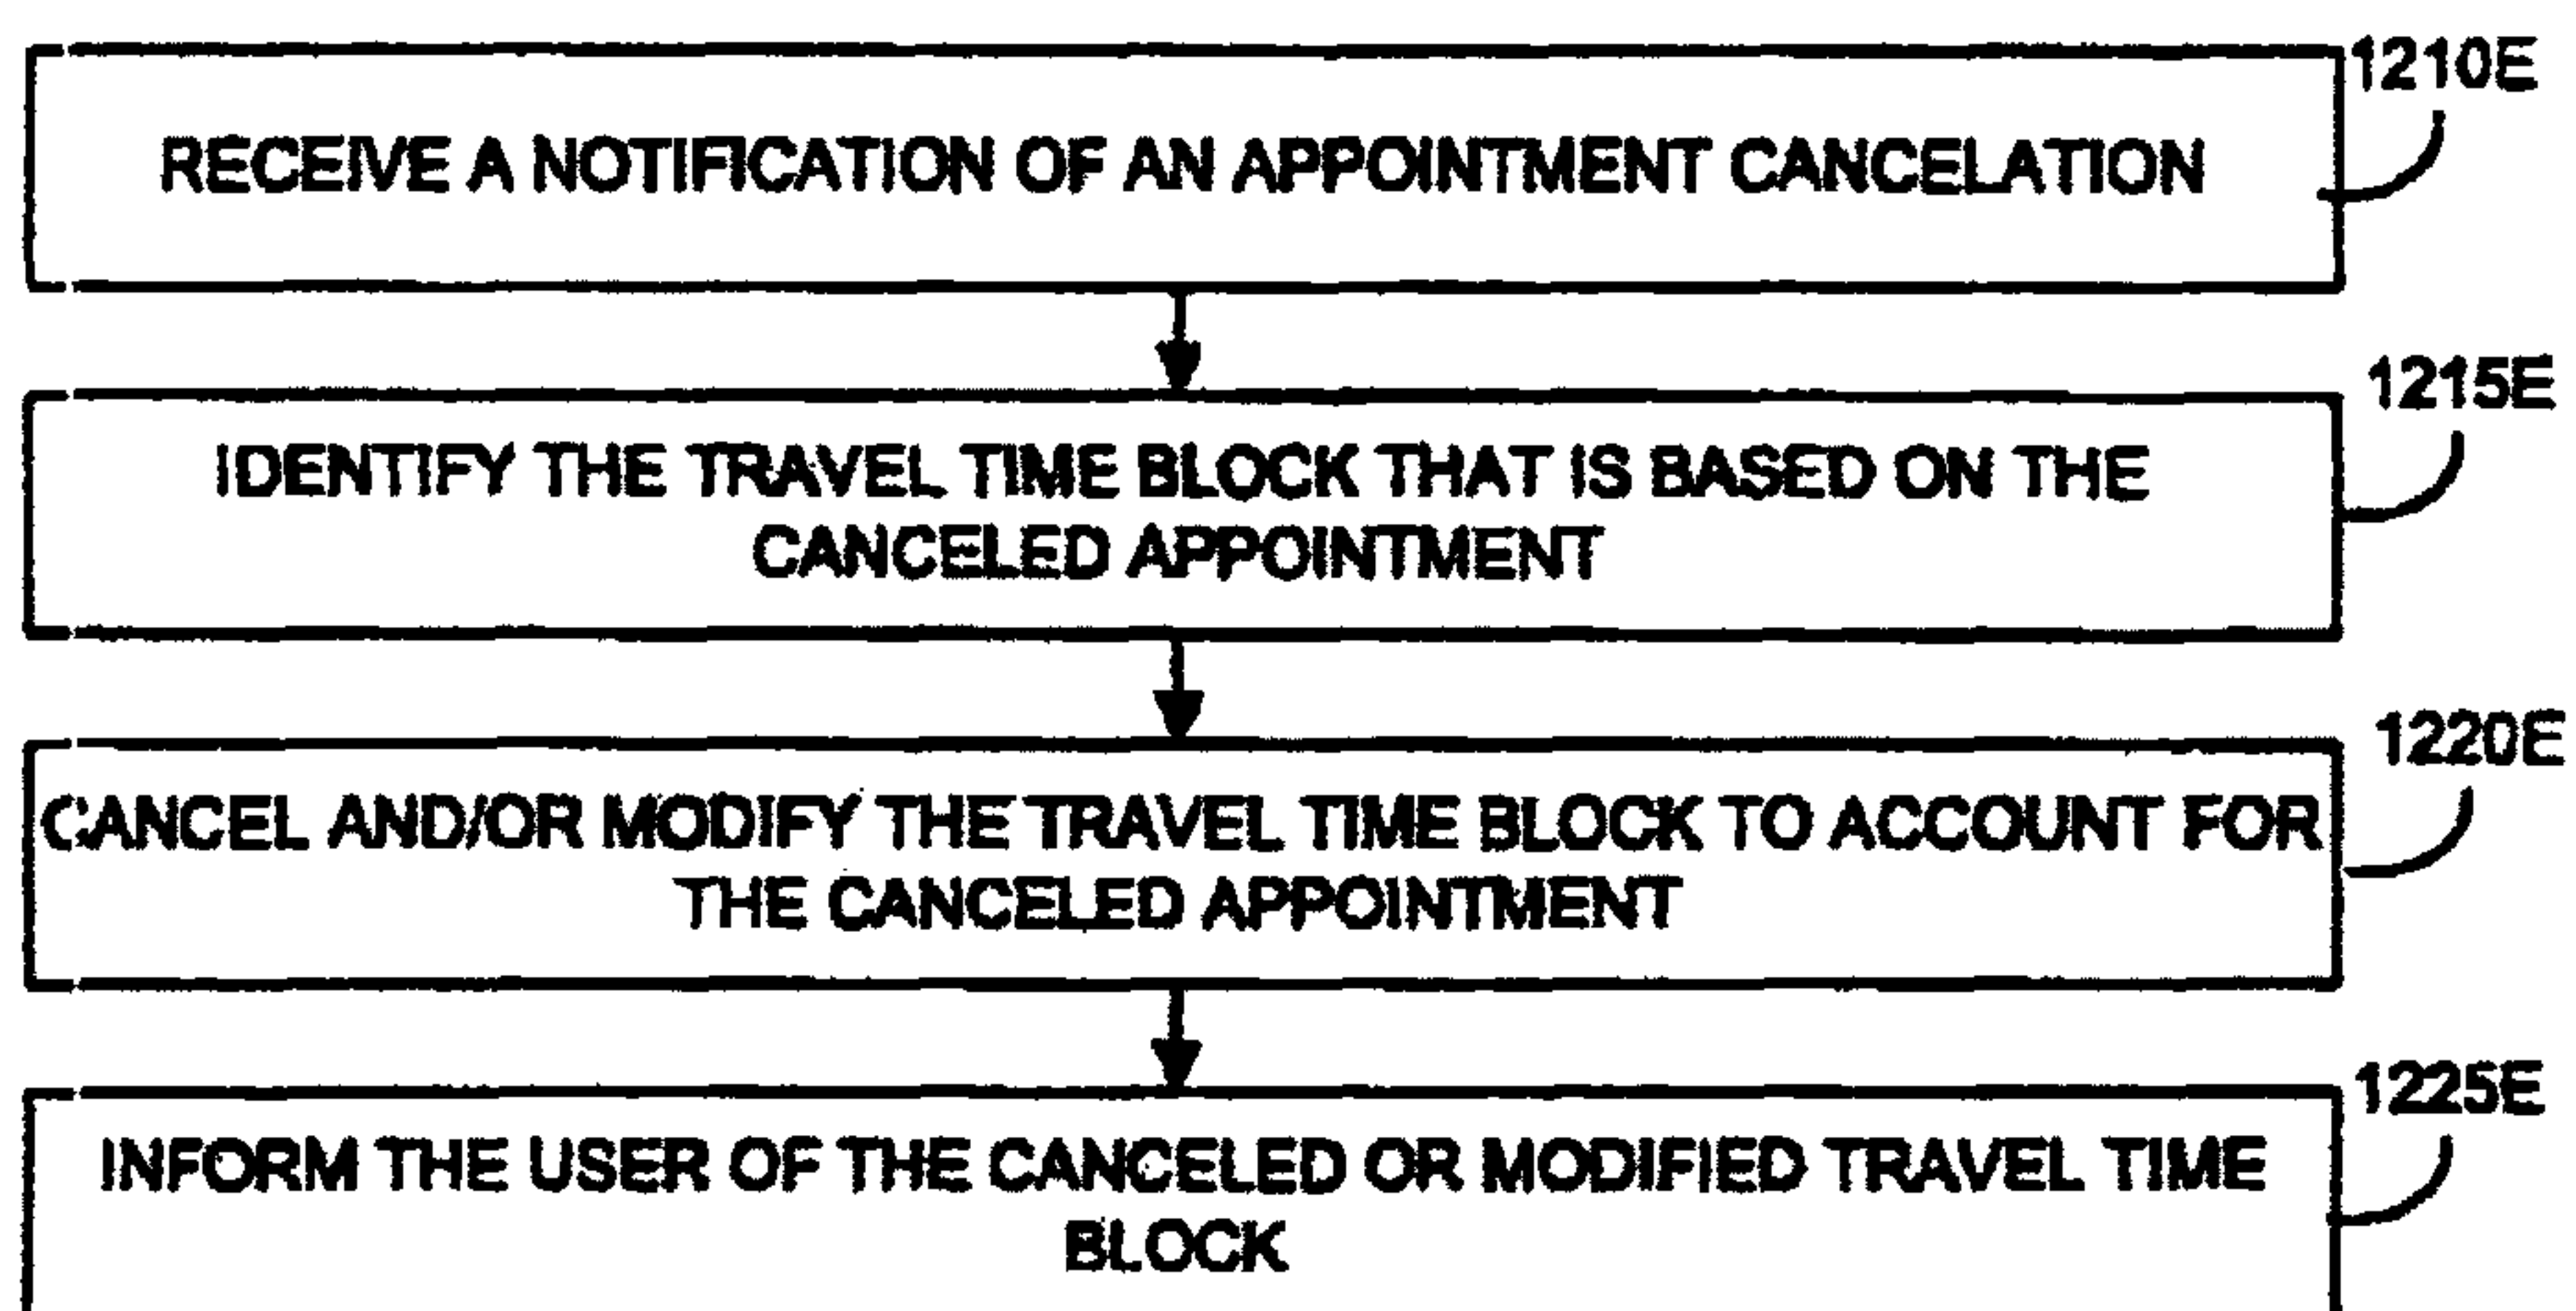 1210E
RECEIVE A NOTIFICATION OF AN APPOINTMENT CANCELATION
1215E
IDENTIFY THE TRAVEL TIME BLOCK THAT IS BASED ON THE
CANCELED APPOINTMENT
1220E
CANCEL AND/OR MODIFY THE TRAVEL TIME BLOCK TO ACCOUNT FOR
THE CANCELED APPOINTMENT
1225E
INFORM THE USER OF THE CANCELED OR MODIFIED TRAVEL TIME
BLOCK